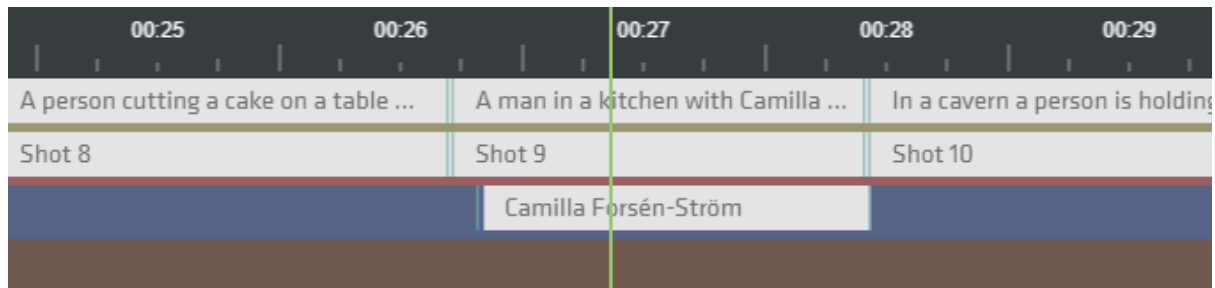 00:25 00:26 00:27 00:28 00:29
A person cutting a cake on a table ... A man in a kitchen with Camilla ... In a cavern a person is holding
Shot 8 Shot 9 Shot 10
Camilla Forsén-Ström